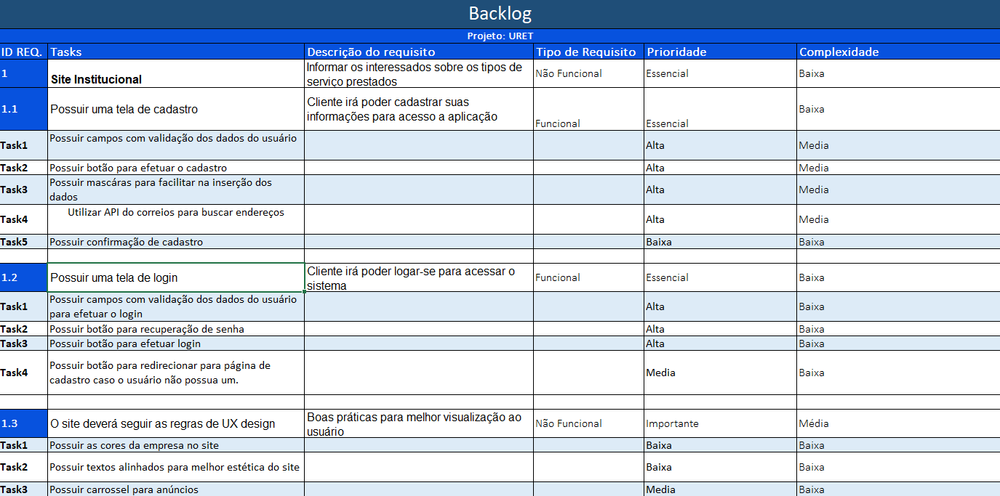 Backlog
Projeto: URET
ID REQ. Tasks Descrição do requisito Tipo de Requisito Prioridade Complexidade
1 Site Institucional Informar os interessados sobre os tipos de serviço prestados Não Funcional Essencial Baixa
1.1 Possuir uma tela de cadastro Cliente irá poder cadastrar suas informações para acesso a aplicação Funcional Essencial Baixa
Task1 Possuir campos com validação dos dados do usuário Alta Media
Task2 Possuir botão para efetuar o cadastro Alta Media
Task3 Possuir mascáras para facilitar na inserção dos dados Alta Media
Task4 Utilizar API do correios para buscar endereços Alta Media
Task5 Possuir confirmação de cadastro Baixa Baixa
1.2 Possuir uma tela de login Cliente irá poder logar-se para acessar o sistema Funcional Essencial Baixa
Task1 Possuir campos com validação dos dados do usuário para efetuar o login Alta Baixa
Task2 Possuir botão para recuperação de senha Alta Baixa
Task3 Possuir botão para efetuar login Alta Baixa
Task4 Possuir botão para redirecionar para página de cadastro caso o usuário não possua um. Media Baixa
1.3 O site deverá seguir as regras de UX design Boas práticas para melhor visualização ao usuário Não Funcional Importante Média
Task1 Possuir as cores da empresa no site Baixa Baixa
Task2 Possuir textos alinhados para melhor estética do site Baixa Baixa
Task3 Possuir carrossel para anúncios Media Baixa